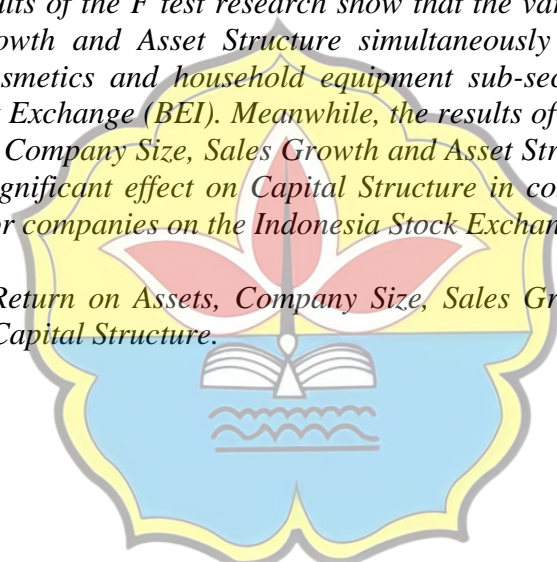 ults of the F test research show that the va
owth and Asset Structure simultaneously
smetics and household equipment sub-sec
t Exchange (BEI). Meanwhile, the results of
Company Size, Sales Growth and Asset Str
gnificant effect on Capital Structure in co
or companies on the Indonesia Stock Exchan
Return on Assets, Company Size, Sales Gr
Capital Structure.